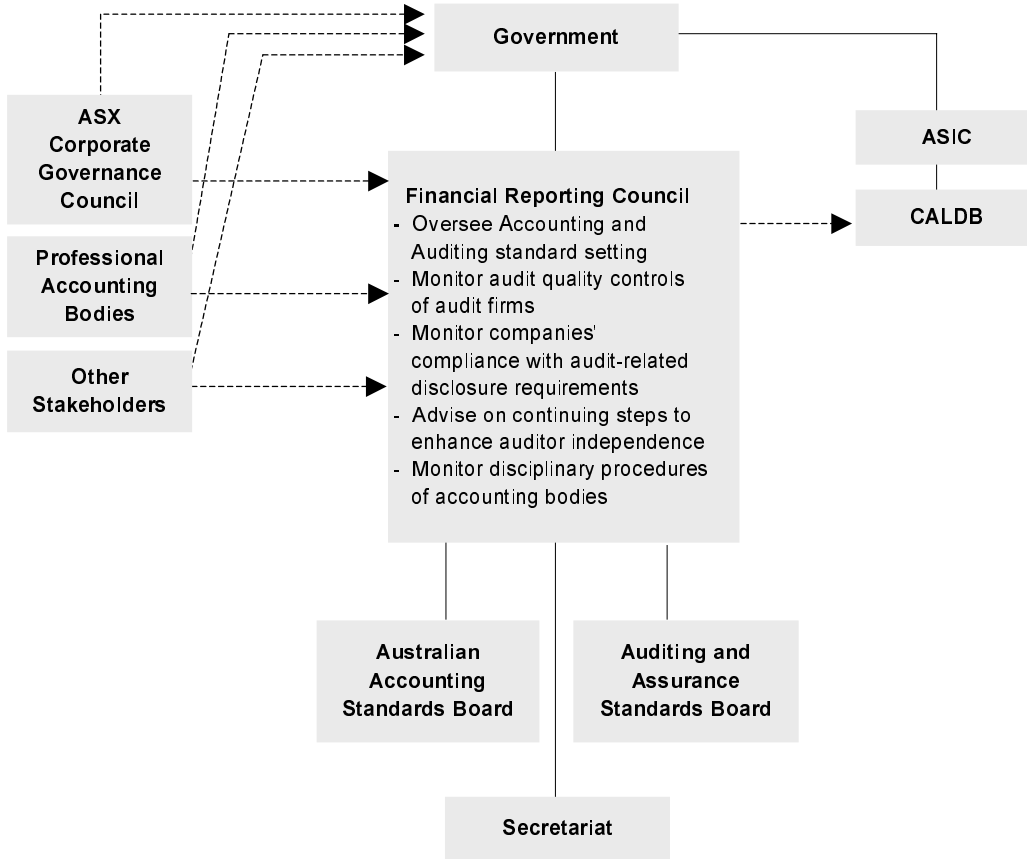 Government
ASX
Corporate
Governance
Council
Professional
Accounting
Bodies
Other
Stakeholders
Financial Reporting Council
- Oversee Accounting and
Auditing standard setting
- Monitor audit quality controls
of audit firms
- Monitor companies'
compliance with audit-related
disclosure requirements
- Advise on continuing steps to
enhance auditor independence
- Monitor disciplinary procedures
of accounting bodies
ASIC
CALDB
Australian
Accounting
Standards Board
Auditing and
Assurance
Standards Board
Secretariat